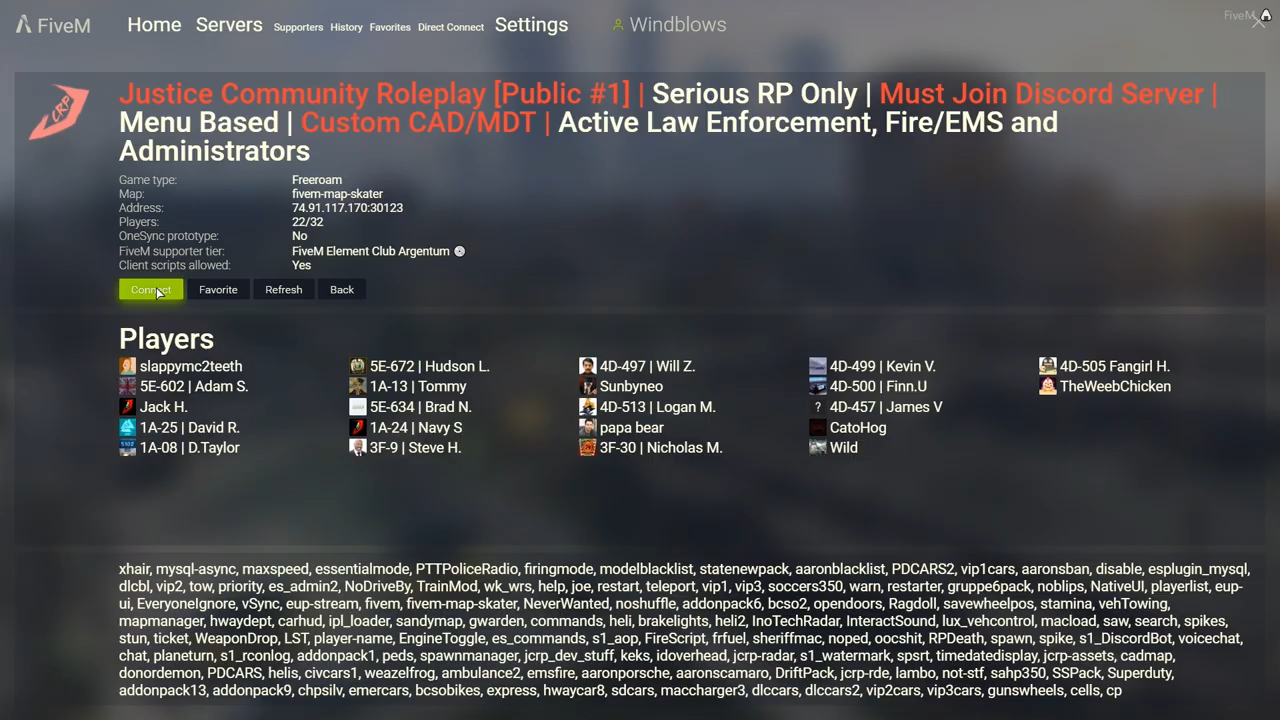 FiveM Home Servers Supporters History Favorites Direct Connect Settings Windblows
FiveM
CRP
Justice Community Roleplay [Public #1] | Serious RP Only | Must Join Discord Server |
Menu Based | Custom CAD/MDT | Active Law Enforcement, Fire/EMS and
Administrators
Game type: Freeroam
Map: fivem-map-skater
Address: 74.91.117.170:30123
Players: 22/32
OneSync prototype: No
FiveM supporter tier: FiveM Element Club Argentum
Client scripts allowed: Yes
Connect Favorite Refresh Back
Players
slappymc2teeth 5E-672 | Hudson L. 4D-497 | Will Z. 4D-499 | Kevin V. 4D-505 Fangirl H.
5E-602 | Adam S. 1A-13 | Tommy Sunbyneo 4D-500 | Finn.U TheWeebChicken
Jack H. 5E-634 | Brad N. 4D-513 | Logan M. ? 4D-457 | James V
1A-25 | David R. 1A-24 | Navy S papa bear CatoHog
1A-08 | D.Taylor 3F-9 | Steve H. 3F-30 | Nicholas M. Wild
xhair, mysql-async, maxspeed, essentialmode, PTTPoliceRadio, firingmode, modelblacklist, statenewpack, aaronblacklist, PDCARS2, vip1cars, aaronsban, disable, esplugin_mysql,
dlcbl, vip2, tow, priority, es_admin2, NoDriveBy, TrainMod, wk_wrs, help, joe, restart, teleport, vip1, vip3, soccers350, warn, restarter, gruppe6pack, noblips, NativeUI, playerlist, eup-
ui, EveryoneIgnore, vSync, eup-stream, fivem, fivem-map-skater, NeverWanted, noshuffle, addonpack6, bcso2, opendoors, Ragdoll, savewheelpos, stamina, vehTowing,
mapmanager, hwaydept, carhud, ipl_loader, sandymap, gwarden, commands, heli, brakelights, heli2, InoTechRadar, InteractSound, lux_vehcontrol, macload, saw, search, spikes,
stun, ticket, WeaponDrop, LST, player-name, EngineToggle, es_commands, s1_aop, FireScript, frfuel, sheriffmac, noped, oocshit, RPDeath, spawn, spike, s1_DiscordBot, voicechat,
chat, planeturn, s1_rconlog, addonpack1, peds, spawnmanager, jcrp_dev_stuff, keks, idoverhead, jcrp-radar, s1_watermark, spsrt, timedatedisplay, jcrp-assets, cadmap,
donordemon, PDCARS, helis, civcars1, weazelfrog, ambulance2, emsfire, aaronporsche, aaronscamaro, DriftPack, jcrp-rde, lambo, not-stf, sahp350, SSPack, Superduty,
addonpack13, addonpack9, chpsilv, emercars, bcsobikes, express, hwaycar8, sdcars, maccharger3, dlccars, dlccars2, vip2cars, vip3cars, gunswheels, cells, cp